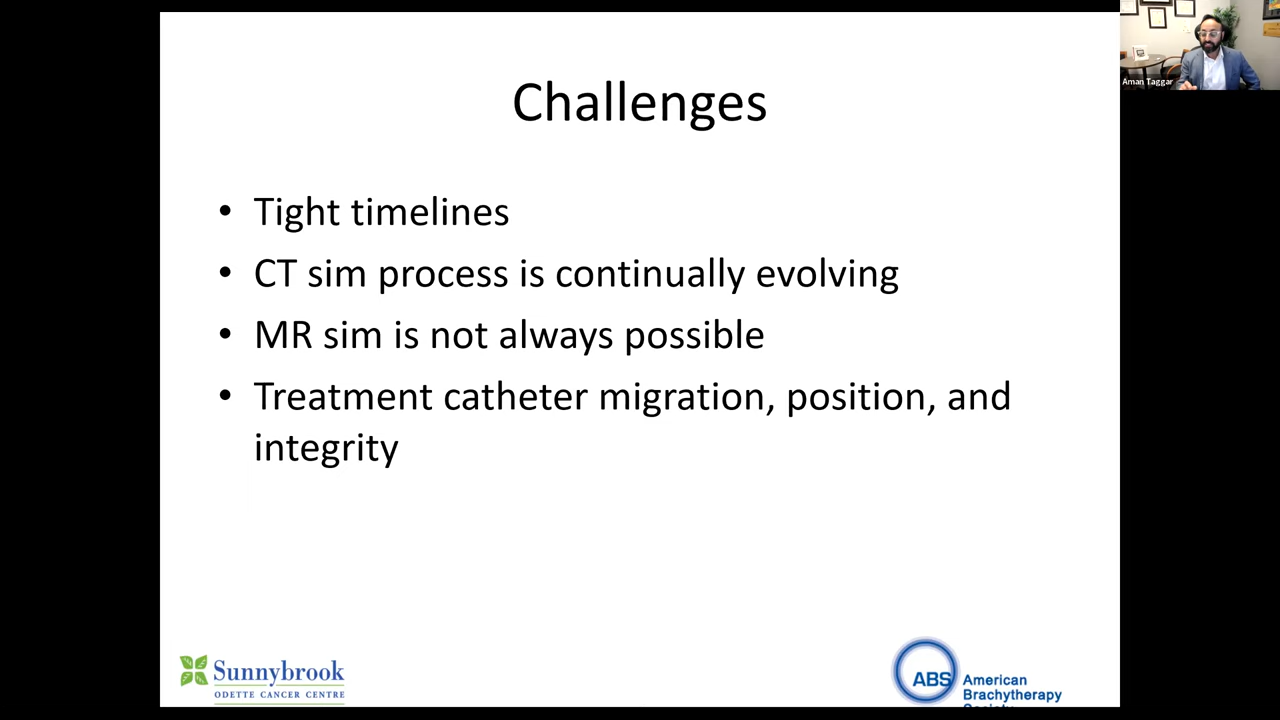 Challenges
• Tight timelines
• CT sim process is continually evolving
• MR sim is not always possible
• Treatment catheter migration, position, and
integrity
Aman Taggar
Sunnybrook
ODETTE CANCER CENTRE
ABS
American
Brachytherapy
Society